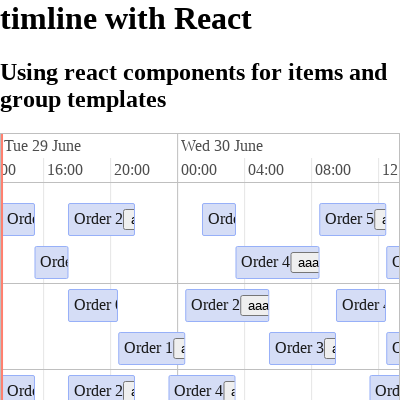 timline with React
Using react components for items and
group templates
Tue 29 June Wed 30 June
00 16:00 20:00 00:00 04:00 08:00 12
Orde Order 2 Orde Order 5
Orde Order 4 aaa
Order Order 2 aaa Order 4
Order 1 Order 3
Orde Order 2 Order 4 Ord